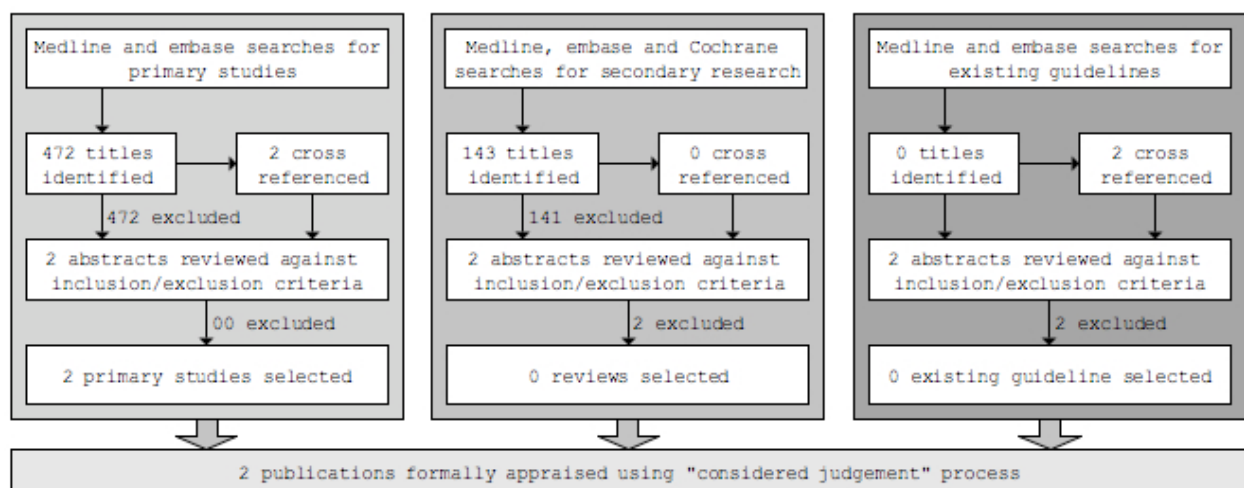 Medline and embase searches for
primary studies
472 titles
identified
2 cross
referenced
472 excluded
2 abstracts reviewed against
inclusion/exclusion criteria
00 excluded
2 primary studies selected
Medline, embase and Cochrane
searches for secondary research
143 titles
identified
0 cross
referenced
141 excluded
2 abstracts reviewed against
inclusion/exclusion criteria
2 excluded
0 reviews selected
Medline and embase searches for
existing guidelines
0 titles
identified
2 cross
referenced
2 abstracts reviewed against
inclusion/exclusion criteria
2 excluded
0 existing guideline selected
2 publications formally appraised using "considered judgement" process